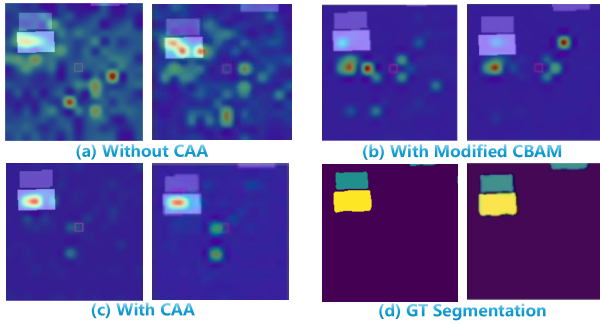 (a) Without CAA
(b) With Modified CBAM
(c) With CAA
(d) GT Segmentation